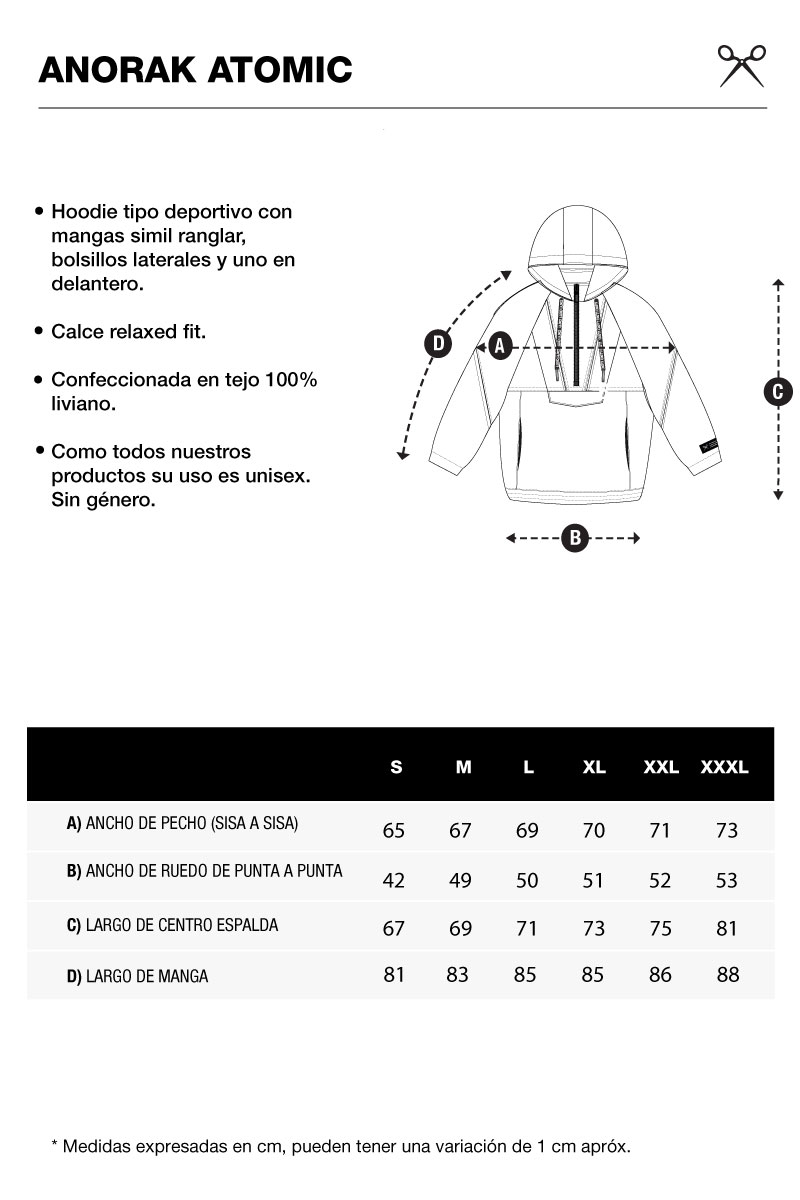 ANORAK ATOMIC
• Hoodie tipo deportivo con
mangas simil ranglar,
bolsillos laterales y uno en
delantero.
• Calce relaxed fit.
• Confeccionada en tejo 100%
liviano.
• Como todos nuestros
productos su uso es unisex.
Sin género.
D
A
C
B
S M L XL XXL XXXL
A) ANCHO DE PECHO (SISA A SISA) 65 67 69 70 71 73
B) ANCHO DE RUEDO DE PUNTA A PUNTA 42 49 50 51 52 53
C) LARGO DE CENTRO ESPALDA 67 69 71 73 75 81
D) LARGO DE MANGA 81 83 85 85 86 88
* Medidas expresadas en cm, pueden tener una variación de 1 cm apróx.